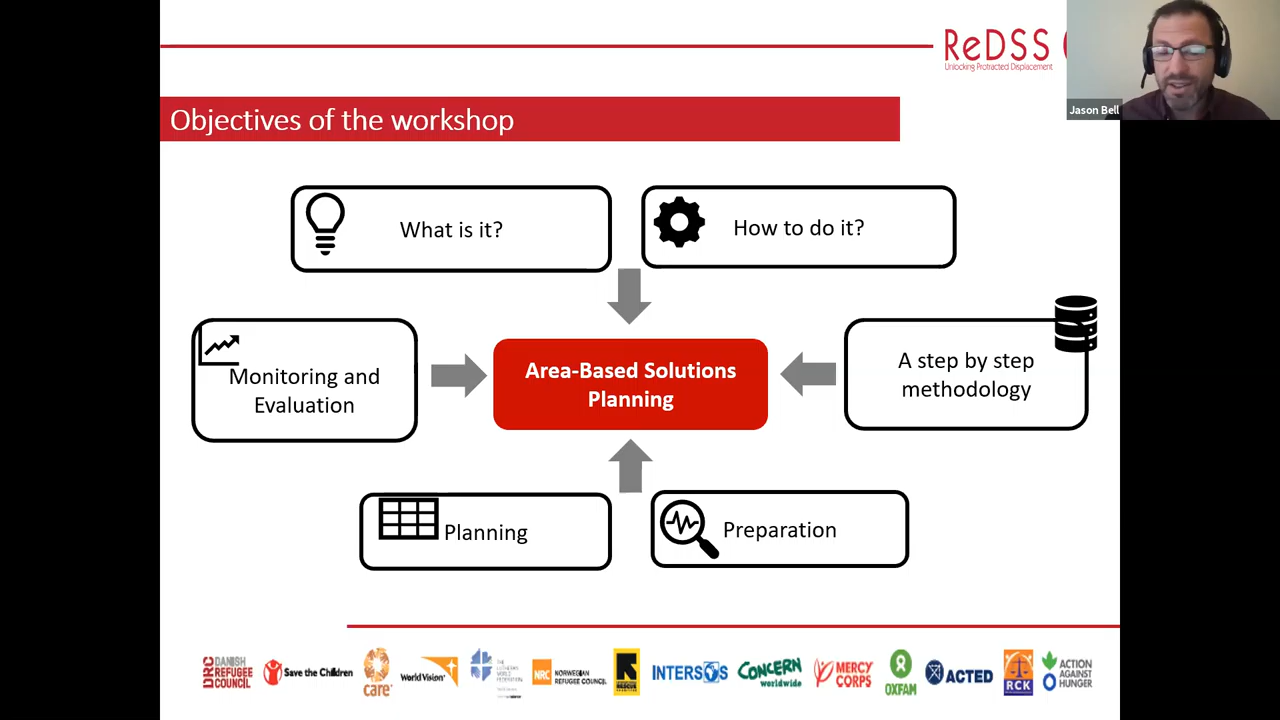 ReDSS
Unlocking Protracted Displacement
Jason Bell
Objectives of the workshop
What is it?
How to do it?
Monitoring and
Evaluation
Area-Based Solutions
Planning
A step by step
methodology
Planning
Preparation
DRC
DANISH
REFUGEE
COUNCIL
Save the Children
care
World Vision
THE
LUTHERAN
WORLD
FEDERATION
NRC
NORWEGIAN
REFUGEE COUNCIL
RESCUE
INTERSOS
CONCERN
worldwide
MERCY
CORPS
OXFAM
ACTED
RCK
ACTION
AGAINST
HUNGER